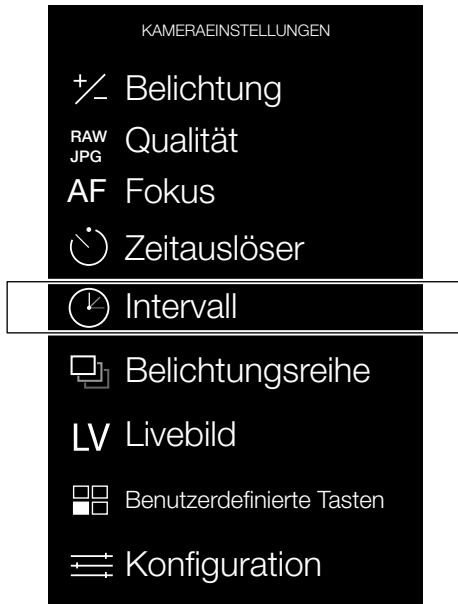 KAMERAEINSTELLUNGEN
+/- Belichtung
RAW JPG Qualität
AF Fokus
Zeitauslöser
Intervall
Belichtungsreihe
LV Livebild
Benutzerdefinierte Tasten
Konfiguration